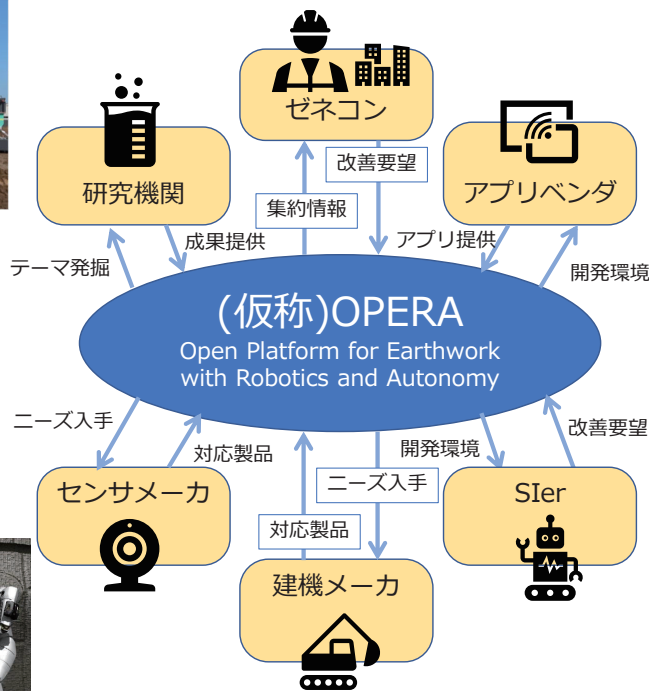 ゼネコン
研究機関
アプリベンダ
改善要望
集約情報
成果提供
アプリ提供
テーマ発掘
開発環境
(仮称)OPERA
Open Platform for Earthwork
with Robotics and Autonomy
ニーズ入手
対応製品
開発環境
改善要望
センサメーカ
ニーズ入手
SIer
対応製品
建機メーカ